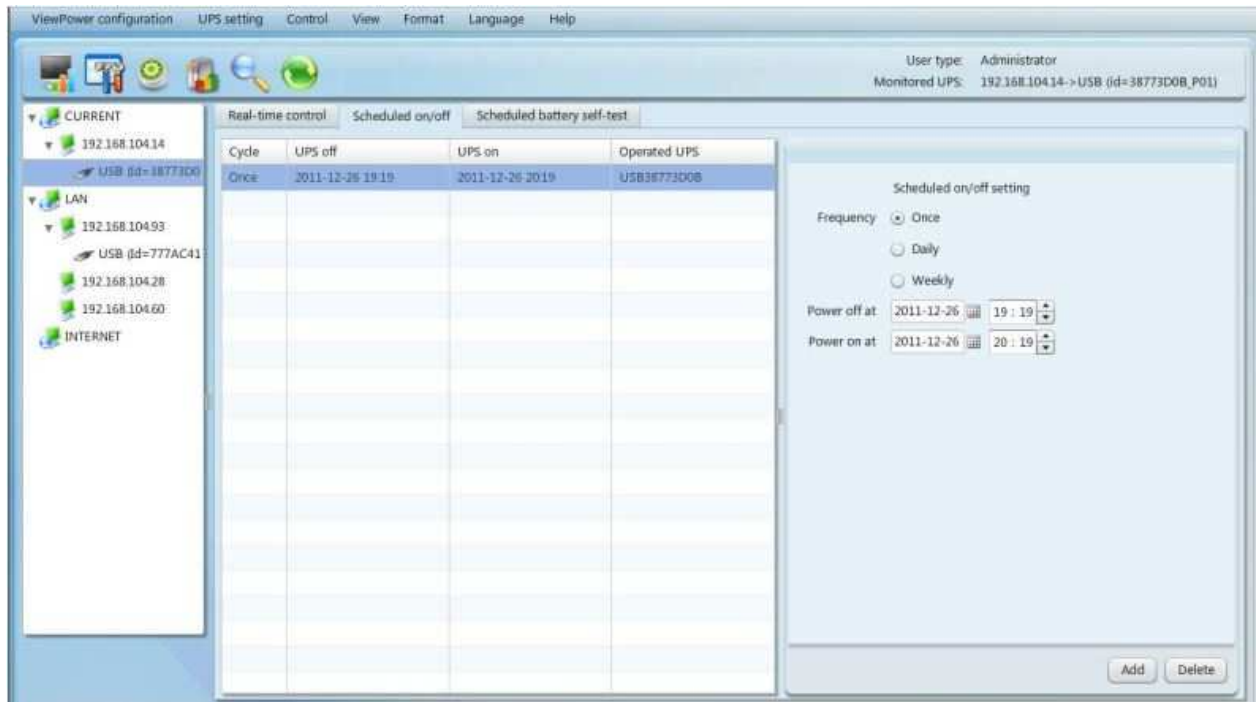 ViewPower configuration UPS setting Control View Format Language Help
User type: Administrator
Monitored UPS: 192.168.104.14->USB (id=38773D0B_P01)
CURRENT
192.168.104.14
USB (id=38773D0
LAN
192.168.104.93
USB (id=777AC41
192.168.104.28
192.168.104.60
INTERNET
Real-time control Scheduled on/off Scheduled battery self-test
Cycle UPS off UPS on Operated UPS
Once 2011-12-26 19:19 2011-12-26 20:19 USB38773D0B
Scheduled on/off setting
Frequency Once
Daily
Weekly
Power off at 2011-12-26 19 : 19
Power on at 2011-12-26 20 : 19
Add Delete